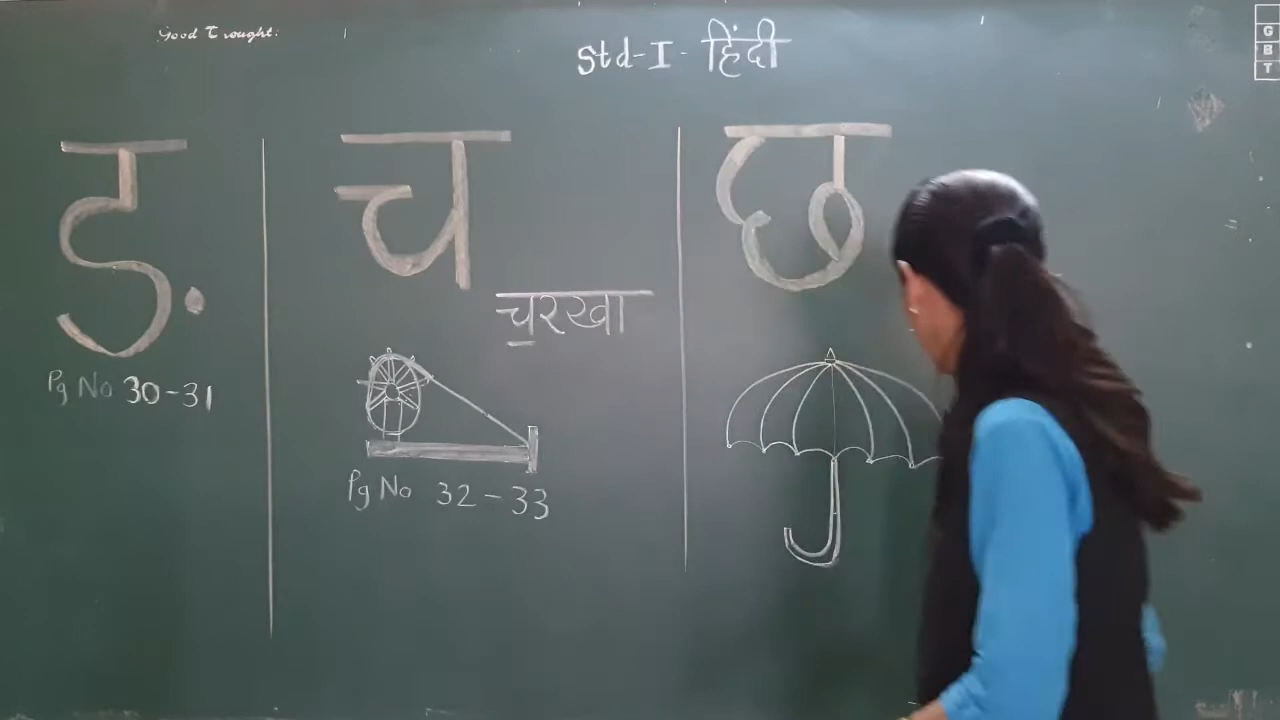 Good Trought:
Std-I- हिंदी
G
B
T
ङ
Pg No 30-31
च
चरखा
Pg No 32-33
छ